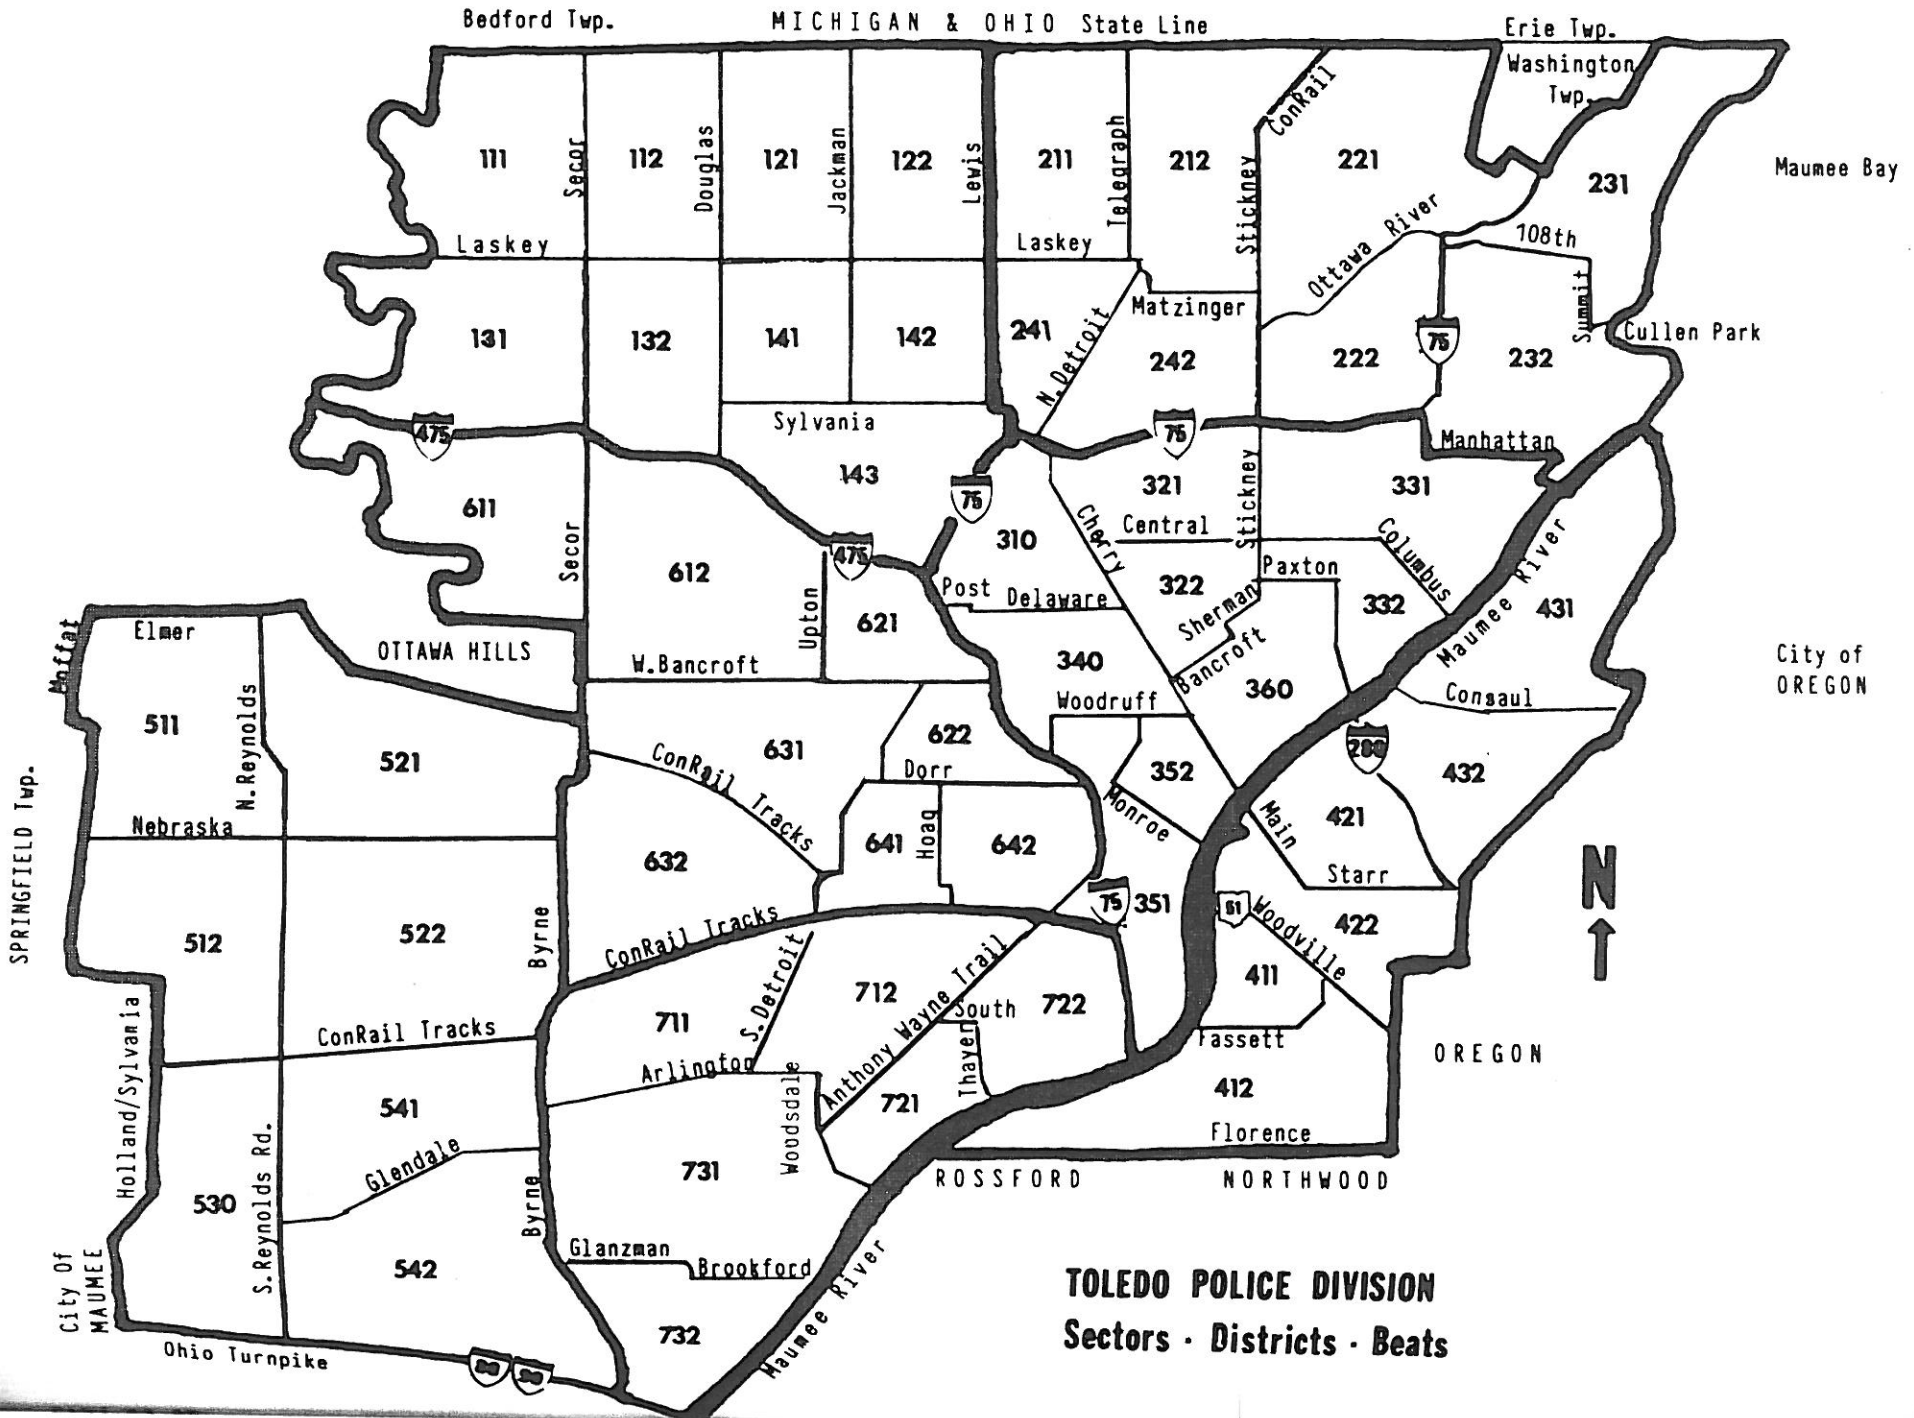 Bedford Twp.
MICHIGAN & OHIO State Line
Erie Twp.
Washington
Twp.
ConRail
111
Secor
112
Douglas
121
Jackman
122
Lewis
211
Telegraph
212
Stickney
221
231
Maumee Bay
Laskey
Laskey
Ottawa River
108th
Matzinger
Summit
131
132
141
142
241
N. Detroit
242
222
75
232
Cullen Park
Sylvania
475
75
Manhattan
143
75
611
Secor
321
Stickney
331
Cherry
310
Central
Columbus
475
612
Post
Delaware
322
Paxton
Sherman
332
Maumee River
431
Upton
621
Elmer
Moffat
OTTAWA HILLS
W.Bancroft
340
Bancroft
360
City of
OREGON
Woodruff
Consaul
511
N.Reynolds
521
ConRail Tracks
631
622
352
432
Dorr
SPRINGFIELD Twp.
Nebraska
632
641
Hoag
642
Monroe
Main
421
Starr
N
512
522
Byrne
ConRail Tracks
75
351
51
Woodville
422
S.Detroit
712
Anthony Wayne Trail
South
722
411
ConRail Tracks
711
Fassett
OREGON
Holland/Sylvania
Arlington
Woodsdale
721
Thayer
412
541
Glendale
Florence
731
ROSSFORD
NORTHWOOD
530
S.Reynolds Rd.
Byrne
City Of
MAUMEE
542
Glanzman
Brookford
732
Maumee River
Ohio Turnpike
TOLEDO POLICE DIVISION
Sectors · Districts · Beats